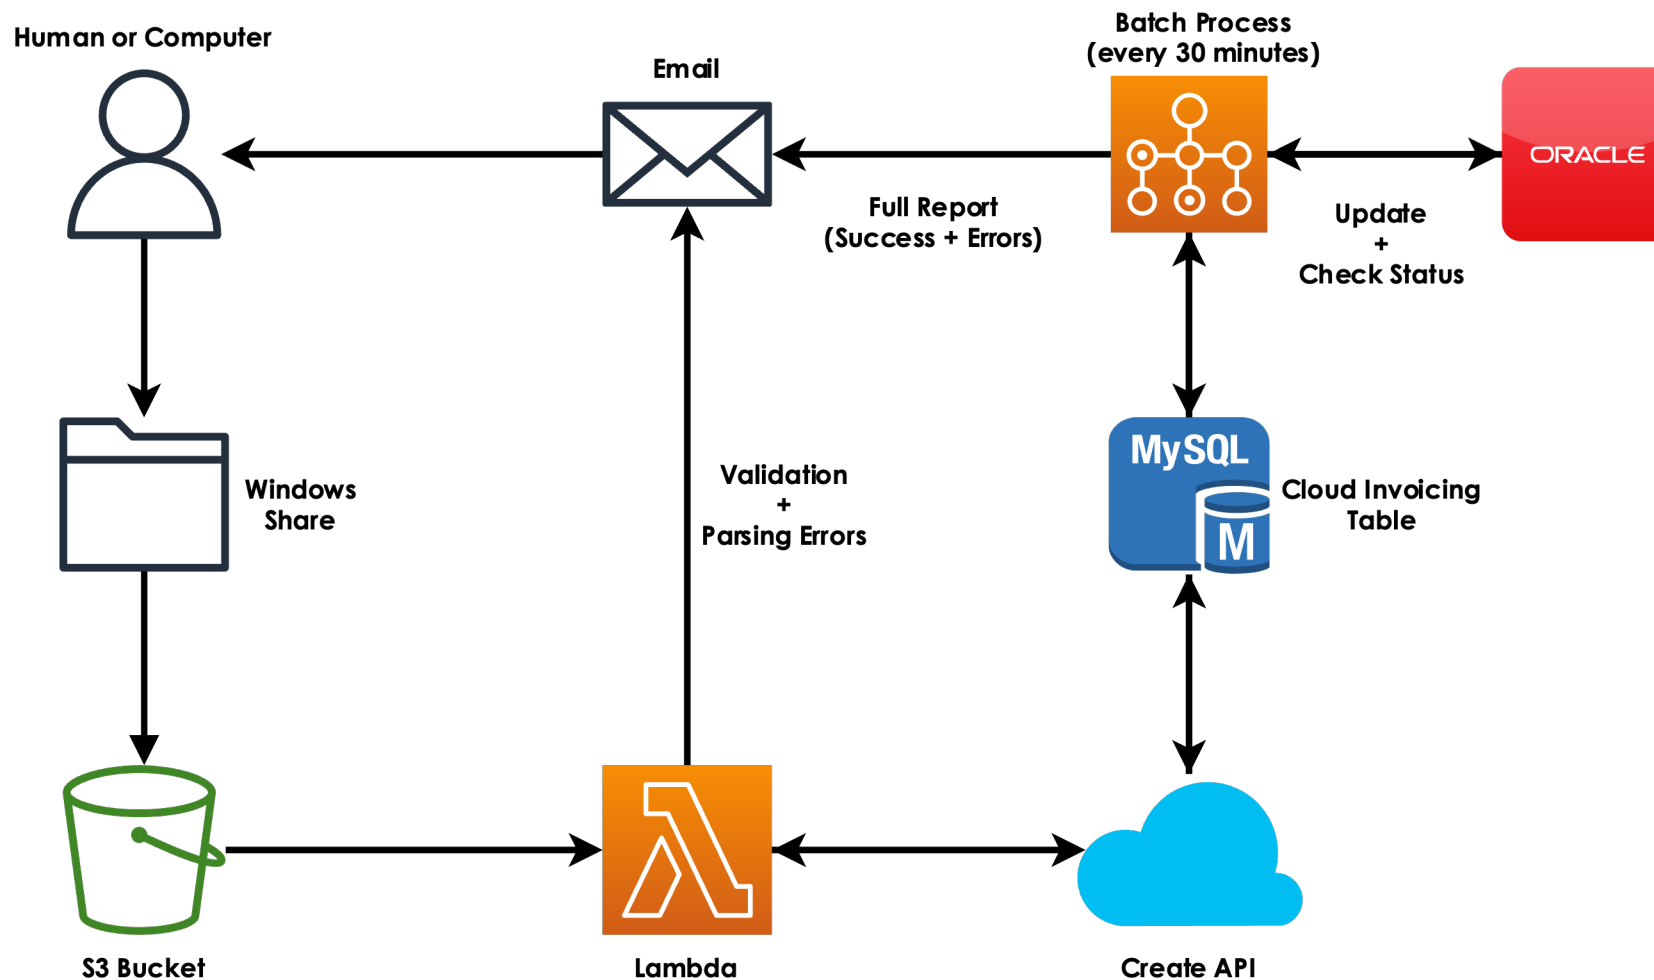 Human or Computer
Email
Batch Process
(every 30 minutes)
ORACLE
Full Report
(Success + Errors)
Update
+
Check Status
Windows
Share
Validation
+
Parsing Errors
MySQL
M
Cloud Invoicing
Table
S3 Bucket
Lambda
Create API